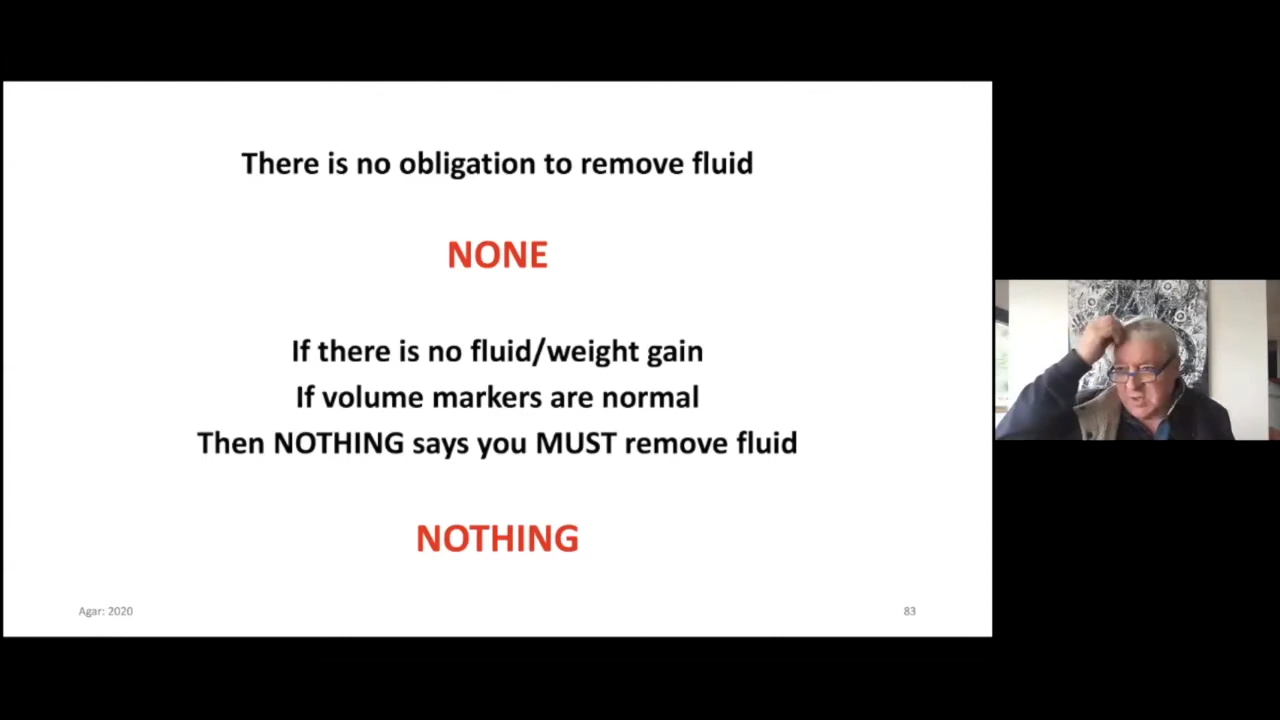 There is no obligation to remove fluid
NONE
If there is no fluid/weight gain
If volume markers are normal
Then NOTHING says you MUST remove fluid
NOTHING
Agar: 2020
83